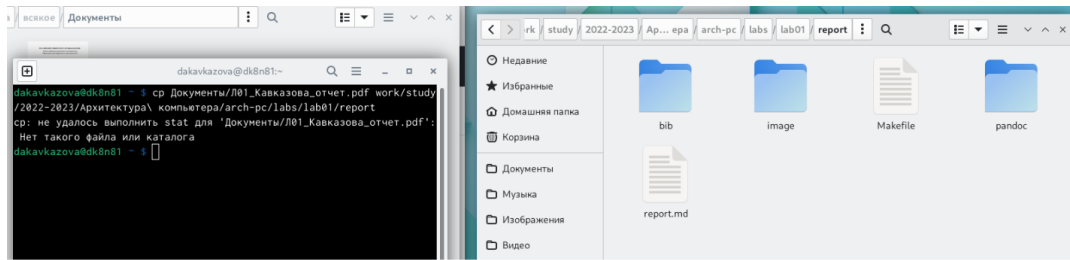 всякое / Документы
dakavkazova@dk8n81:~
dakavkazova@dk8n81 ~ $ cp Документы/Л01_Кавказова_отчет.pdf work/study
/2022-2023/Архитектура\ компьютера/arch-pc/labs/lab01/report
cp: не удалось выполнить stat для 'Документы/Л01_Кавказова_отчет.pdf':
Нет такого файла или каталога
dakavkazova@dk8n81 ~ $
rk / study / 2022-2023 / Ap… epa / arch-pc / labs / lab01 / report
Недавние
Избранные
Домашняя папка
Корзина
Документы
Музыка
Изображения
Видео
bib
image
Makefile
pandoc
report.md